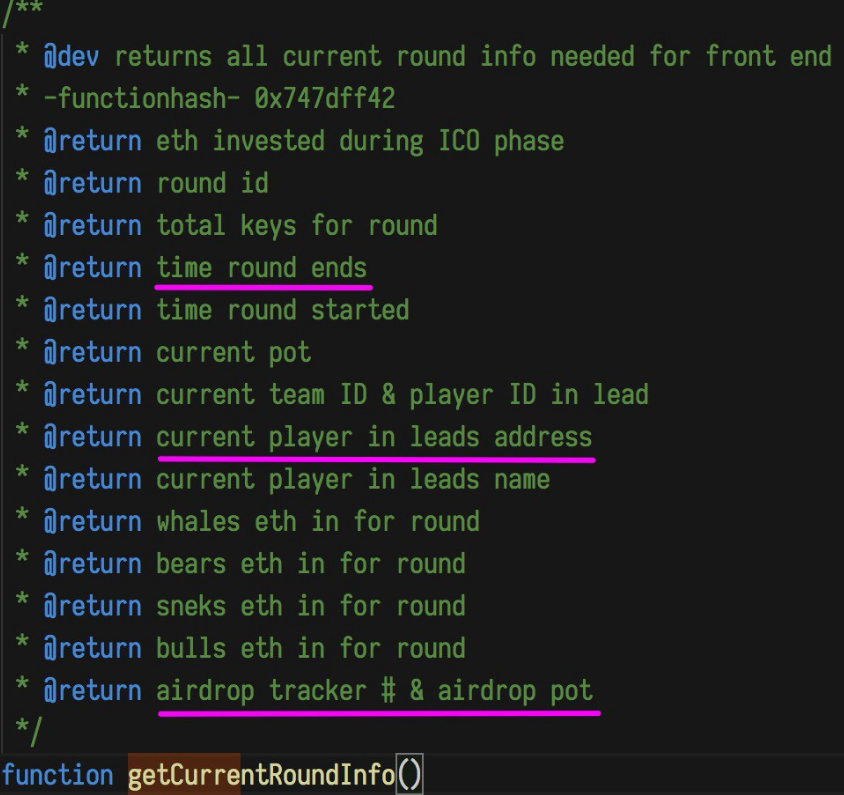 /**
* @dev returns all current round info needed for front end
* -functionhash- 0x747dff42
* @return eth invested during ICO phase
* @return round id
* @return total keys for round
* @return time round ends
* @return time round started
* @return current pot
* @return current team ID & player ID in lead
* @return current player in leads address
* @return current player in leads name
* @return whales eth in for round
* @return bears eth in for round
* @return sneks eth in for round
* @return bulls eth in for round
* @return airdrop tracker # & airdrop pot
*/
function getCurrentRoundInfo()